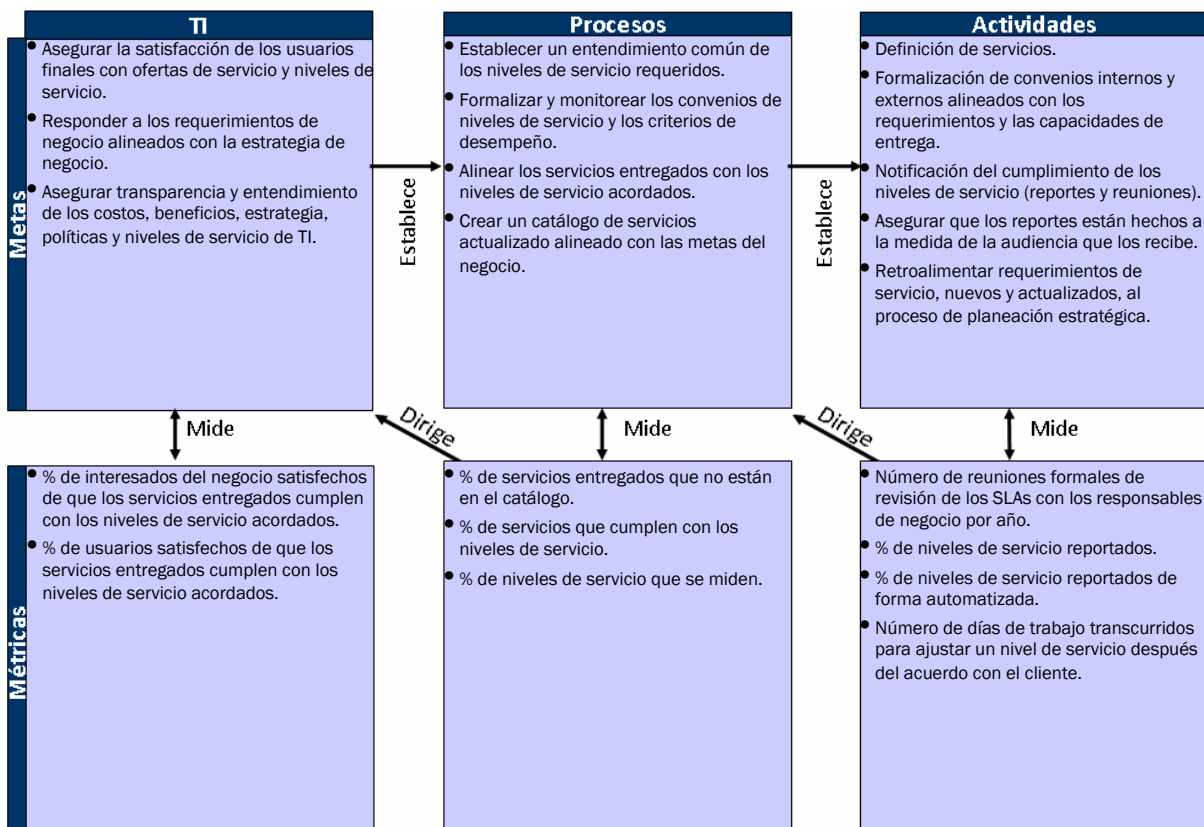 TI
Procesos
Actividades
Metas
• Asegurar la satisfacción de los usuarios
finales con ofertas de servicio y niveles de
servicio.
• Responder a los requerimientos de
negocio alineados con la estrategia de
negocio.
• Asegurar transparencia y entendimiento
de los costos, beneficios, estrategia,
políticas y niveles de servicio de TI.
Establece
• Establecer un entendimiento común de
los niveles de servicio requeridos.
• Formalizar y monitorear los convenios de
niveles de servicio y los criterios de
desempeño.
• Alinear los servicios entregados con los
niveles de servicio acordados.
• Crear un catálogo de servicios
actualizado alineado con las metas del
negocio.
Establece
• Definición de servicios.
• Formalización de convenios internos y
externos alineados con los
requerimientos y las capacidades de
entrega.
• Notificación del cumplimiento de los
niveles de servicio (reportes y reuniones).
• Asegurar que los reportes están hechos a
la medida de la audiencia que los recibe.
• Retroalimentar requerimientos de
servicio, nuevos y actualizados, al
proceso de planeación estratégica.
Mide
Dirige
Mide
Dirige
Mide
Métricas
• % de interesados del negocio satisfechos
de que los servicios entregados cumplen
con los niveles de servicio acordados.
• % de usuarios satisfechos de que los
servicios entregados cumplen con los
niveles de servicio acordados.
• % de servicios entregados que no están
en el catálogo.
• % de servicios que cumplen con los
niveles de servicio.
• % de niveles de servicio que se miden.
• Número de reuniones formales de
revisión de los SLAs con los responsables
de negocio por año.
• % de niveles de servicio reportados.
• % de niveles de servicio reportados de
forma automatizada.
• Número de días de trabajo transcurridos
para ajustar un nivel de servicio después
del acuerdo con el cliente.